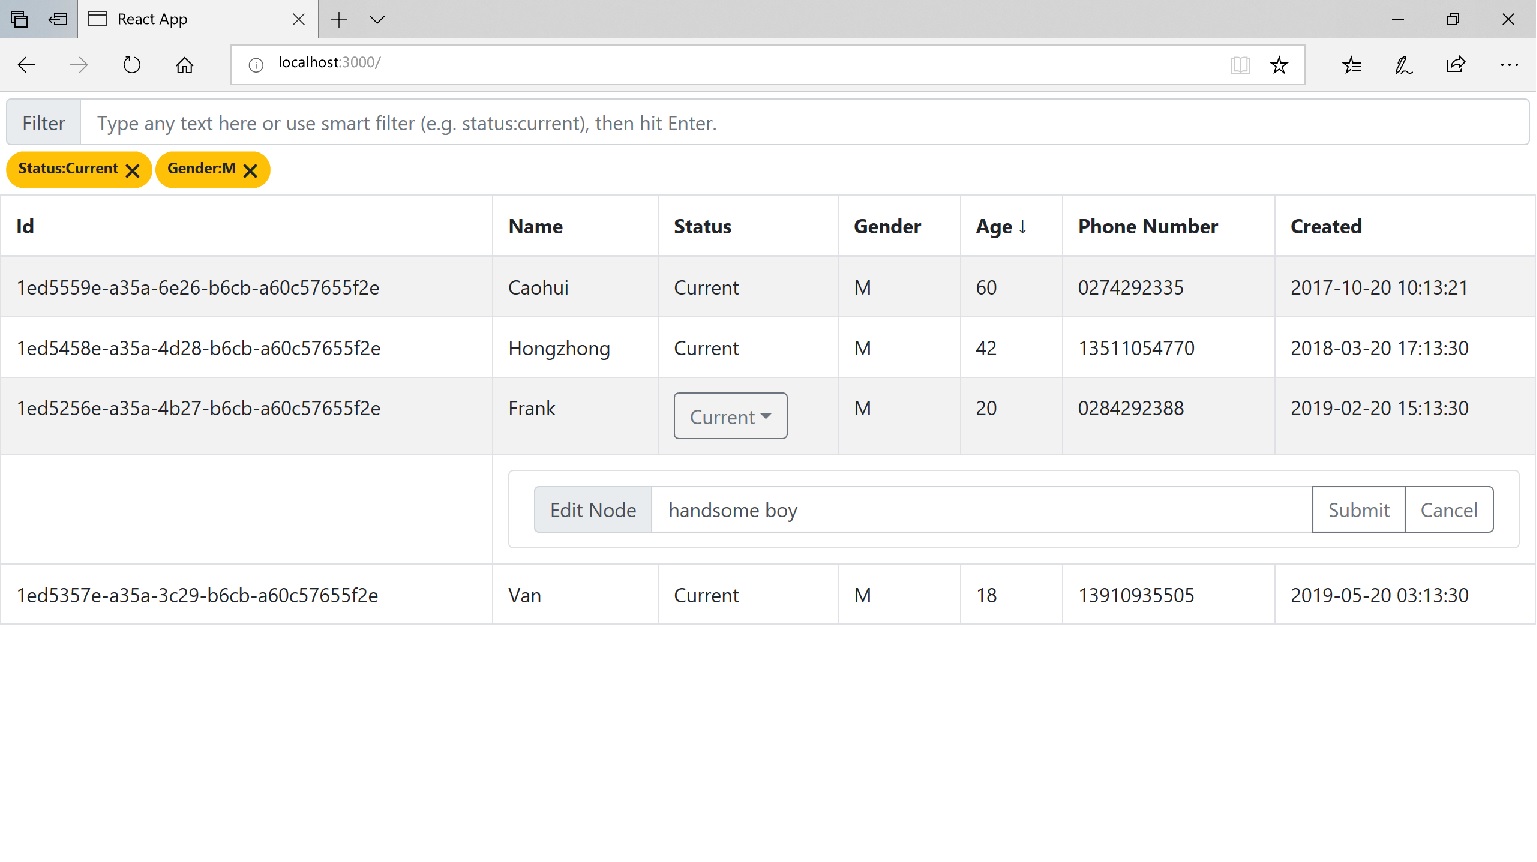 React App
localhost:3000/
Filter Type any text here or use smart filter (e.g. status:current), then hit Enter.
Status:Current Gender:M
Id Name Status Gender Age ↓ Phone Number Created
1ed5559e-a35a-6e26-b6cb-a60c57655f2e Caohui Current M 60 0274292335 2017-10-20 10:13:21
1ed5458e-a35a-4d28-b6cb-a60c57655f2e Hongzhong Current M 42 13511054770 2018-03-20 17:13:30
1ed5256e-a35a-4b27-b6cb-a60c57655f2e Frank Current M 20 0284292388 2019-02-20 15:13:30
Edit Node handsome boy Submit Cancel
1ed5357e-a35a-3c29-b6cb-a60c57655f2e Van Current M 18 13910935505 2019-05-20 03:13:30